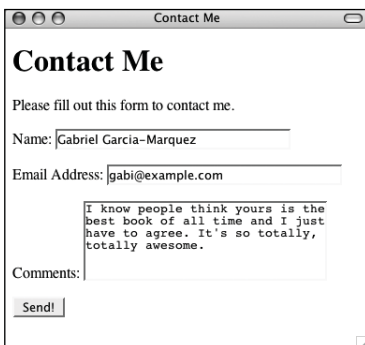 Contact Me
Contact Me
Please fill out this form to contact me.
Name: Gabriel Garcia-Marquez
Email Address: gabi@example.com
I know people think yours is the
best book of all time and I just
have to agree. It's so totally,
totally awesome.
Comments:
Send!